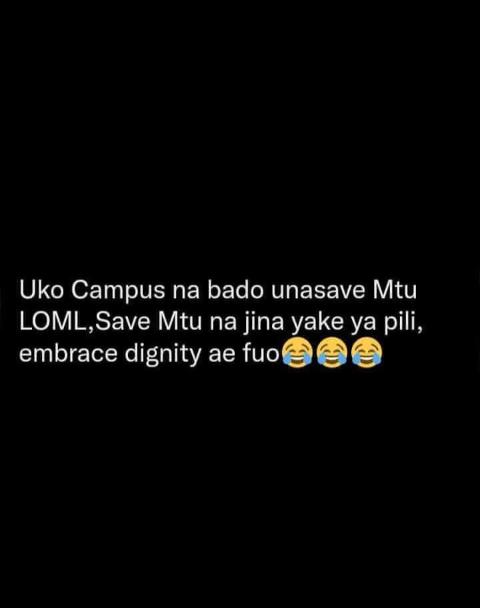 Uko Campus na bado unasave Mtu
LOML,Save Mtu na jina yake ya pili,
embrace dignity ae fuo😂😂😂